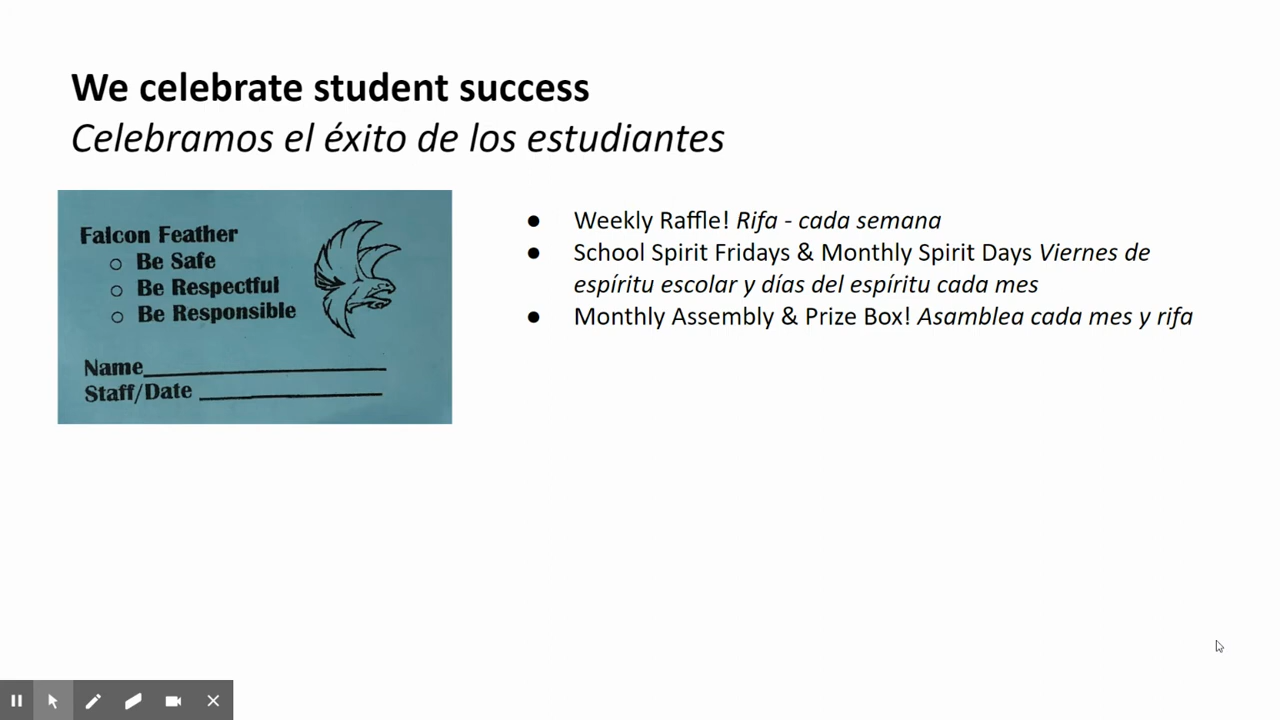 We celebrate student success
Celebramos el éxito de los estudiantes
Falcon Feather
Be Safe
Be Respectful
Be Responsible
Name
Staff/Date
● Weekly Raffle! Rifa - cada semana
● School Spirit Fridays & Monthly Spirit Days Viernes de
espíritu escolar y días del espíritu cada mes
● Monthly Assembly & Prize Box! Asamblea cada mes y rifa